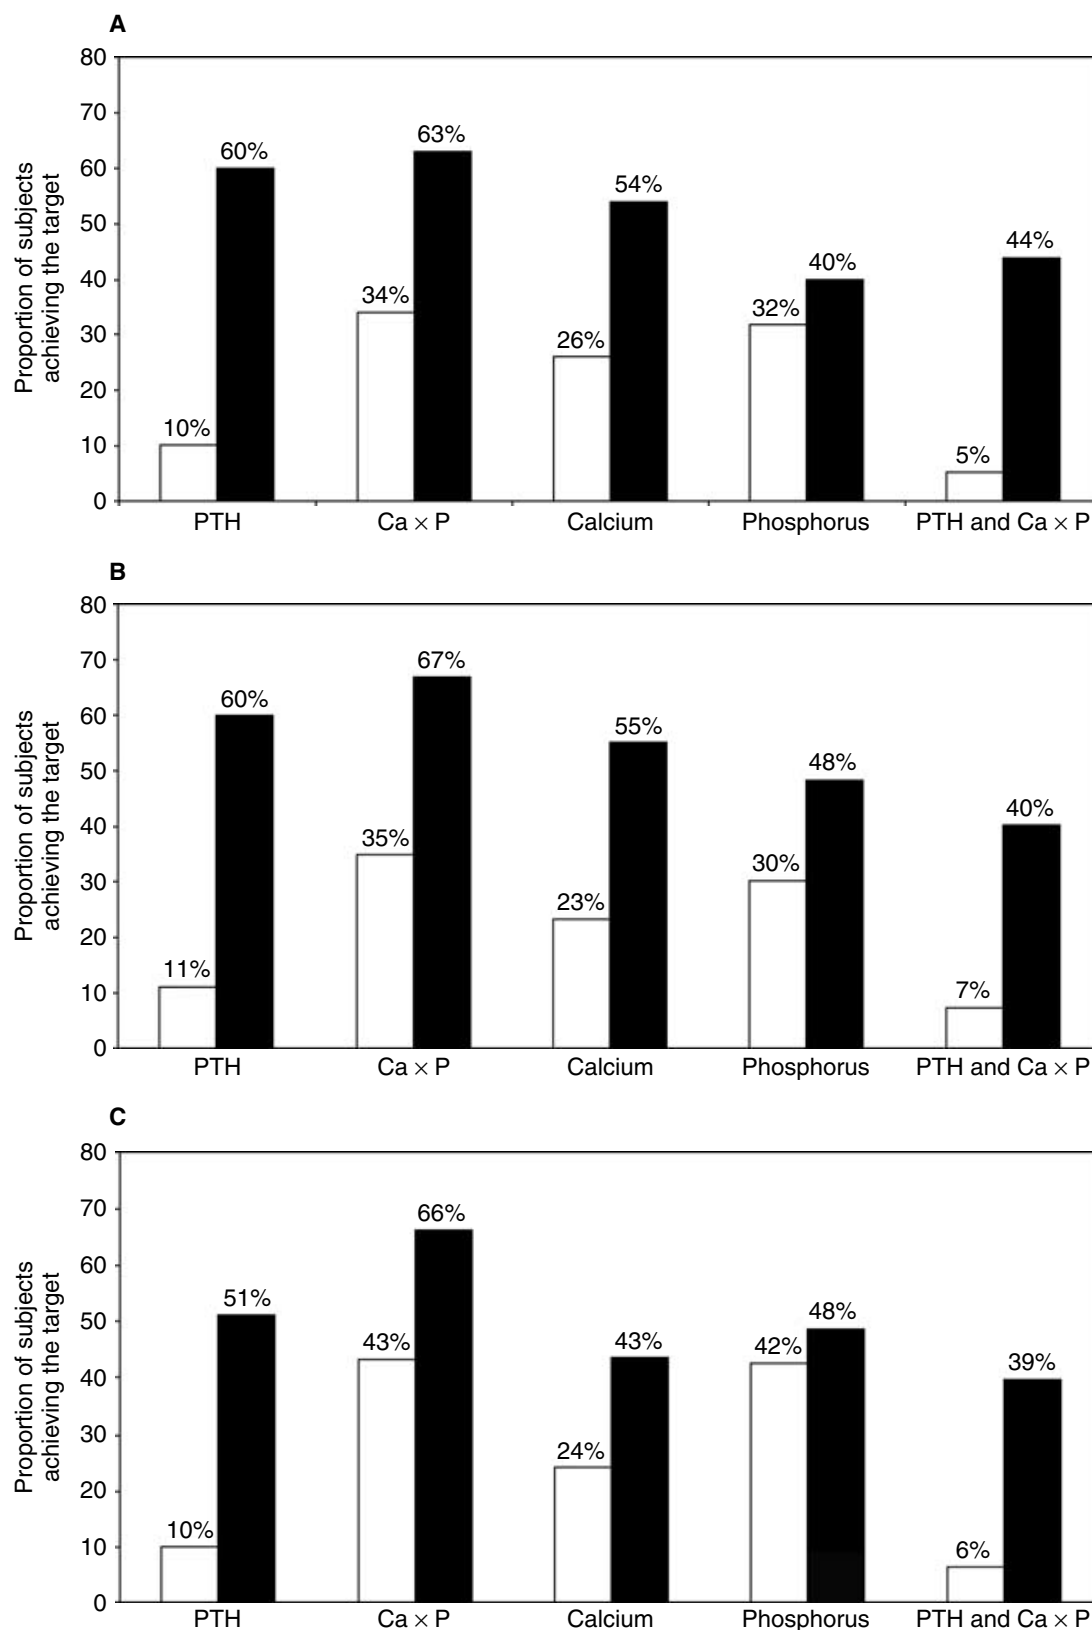 A
Proportion of subjects
achieving the target
80
70
60
50
40
30
20
10
0
10%
60%
34%
63%
26%
54%
32%
40%
5%
44%
PTH
Ca × P
Calcium
Phosphorus
PTH and Ca × P
B
Proportion of subjects
achieving the target
80
70
60
50
40
30
20
10
0
11%
60%
35%
67%
23%
55%
30%
48%
7%
40%
PTH
Ca × P
Calcium
Phosphorus
PTH and Ca × P
C
Proportion of subjects
achieving the target
80
70
60
50
40
30
20
10
0
10%
51%
43%
66%
24%
43%
42%
48%
6%
39%
PTH
Ca × P
Calcium
Phosphorus
PTH and Ca × P